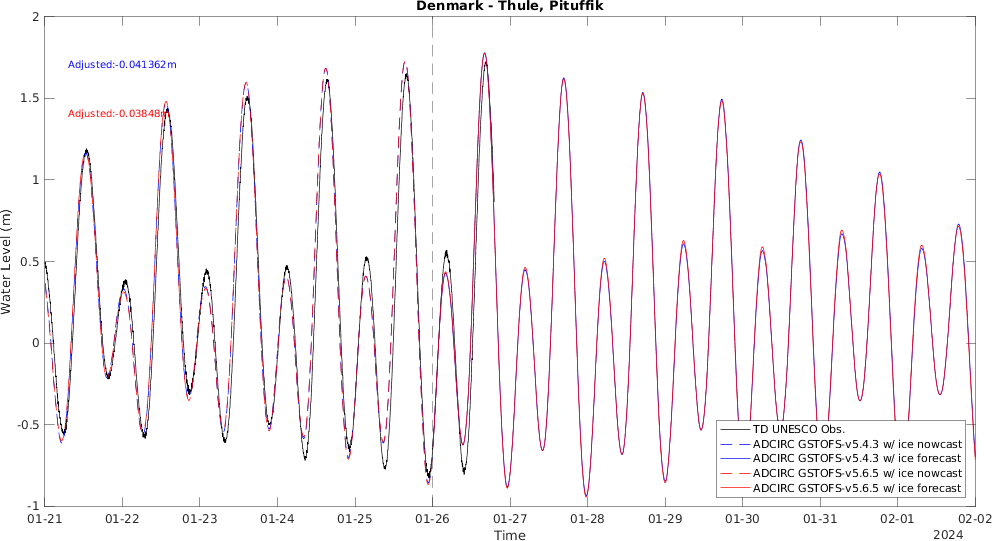 Denmark - Thule, Pituffik
2
1.5
1
0.5
0
-0.5
-1
Water Level (m)
Adjusted:-0.041362m
Adjusted:-0.03848m
TD UNESCO Obs.
ADCIRC GSTOFS-v5.4.3 w/ ice nowcast
ADCIRC GSTOFS-v5.4.3 w/ ice forecast
ADCIRC GSTOFS-v5.6.5 w/ ice nowcast
ADCIRC GSTOFS-v5.6.5 w/ ice forecast
01-21 01-22 01-23 01-24 01-25 01-26 01-27 01-28 01-29 01-30 01-31 02-01 02-02
Time
2024